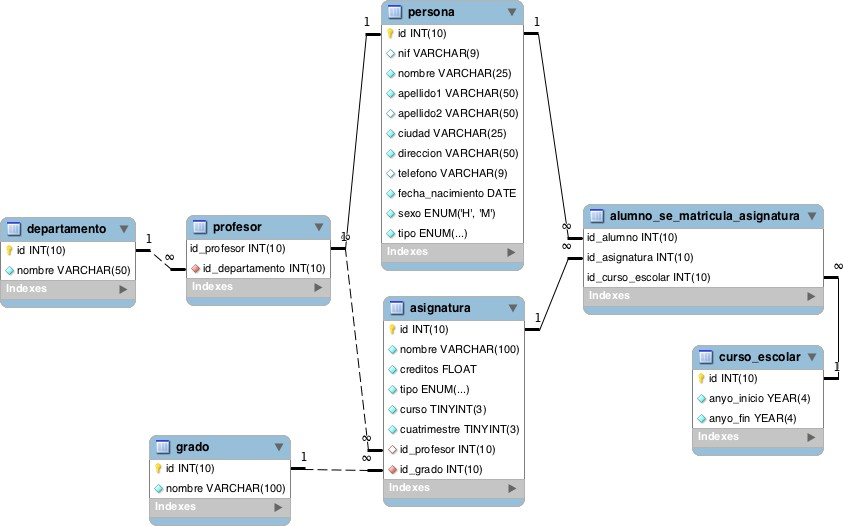 persona
id INT(10)
nif VARCHAR(9)
nombre VARCHAR(25)
apellido1 VARCHAR(50)
apellido2 VARCHAR(50)
ciudad VARCHAR(25)
direccion VARCHAR(50)
telefono VARCHAR(9)
fecha_nacimiento DATE
sexo ENUM('H', 'M')
tipo ENUM(...)
Indexes
1
1
departamento
id INT(10)
nombre VARCHAR(50)
Indexes
1
∞
profesor
id_profesor INT(10)
id_departamento INT(10)
Indexes
1
alumno_se_matricula_asignatura
id_alumno INT(10)
id_asignatura INT(10)
id_curso_escolar INT(10)
Indexes
∞
∞
∞
asignatura
id INT(10)
nombre VARCHAR(100)
creditos FLOAT
tipo ENUM(...)
curso TINYINT(3)
cuatrimestre TINYINT(3)
id_profesor INT(10)
id_grado INT(10)
Indexes
1
∞
∞
curso_escolar
id INT(10)
anyo_inicio YEAR(4)
anyo_fin YEAR(4)
Indexes
1
grado
id INT(10)
nombre VARCHAR(100)
Indexes
1